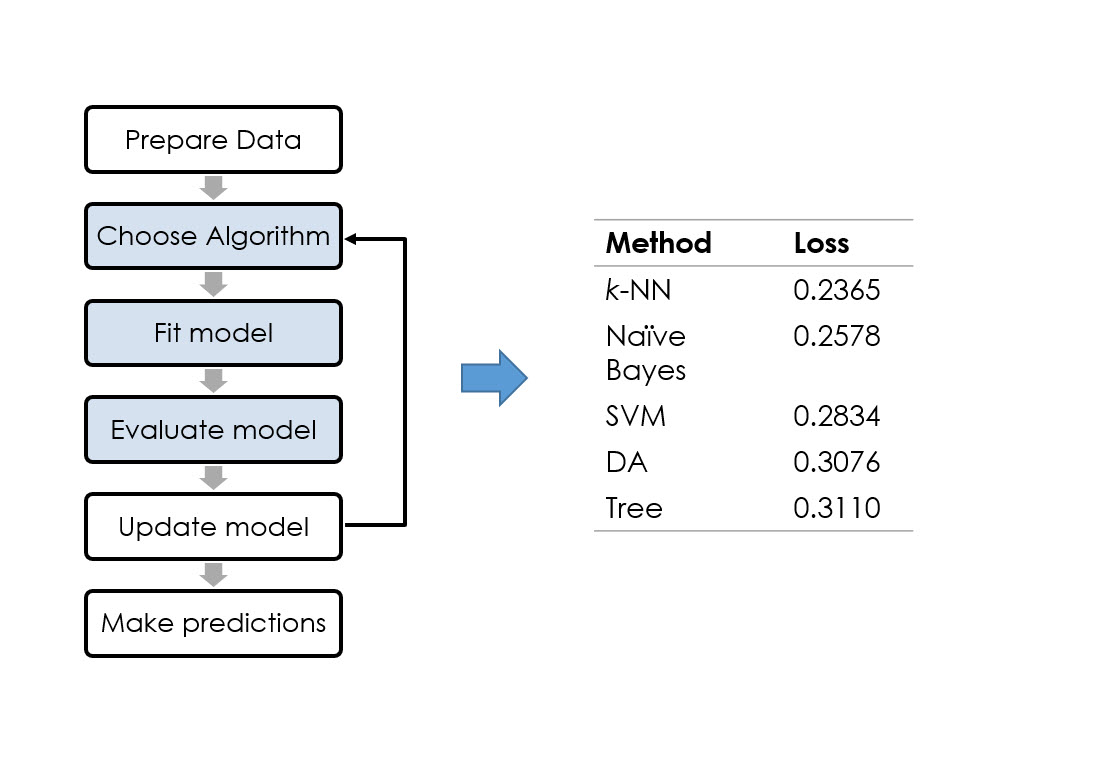 Prepare Data
Choose Algorithm
Fit model
Evaluate model
Update model
Make predictions
Method Loss
k-NN 0.2365
Naïve 0.2578
Bayes
SVM 0.2834
DA 0.3076
Tree 0.3110